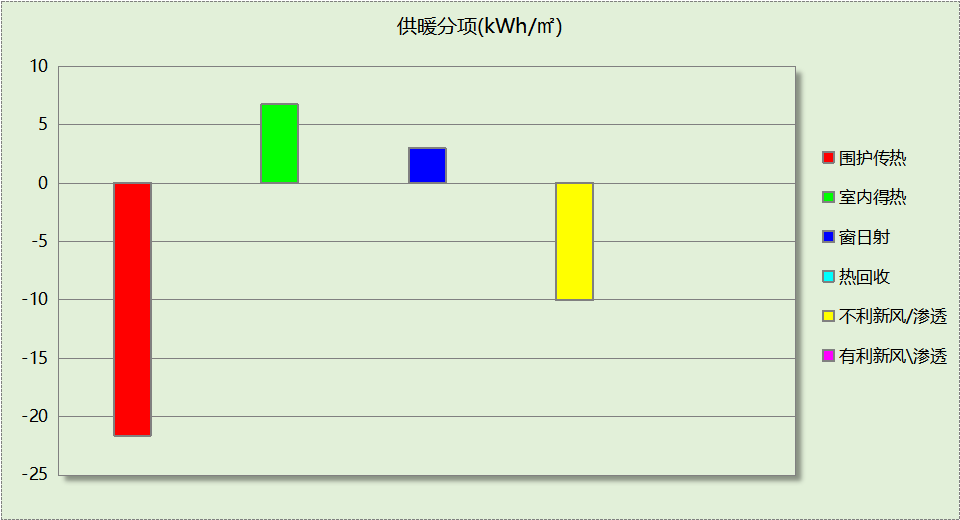 供暖分项(kWh/㎡)
10
5
0
-5
-10
-15
-20
-25
围护传热
室内得热
窗日射
热回收
不利新风/渗透
有利新风\渗透